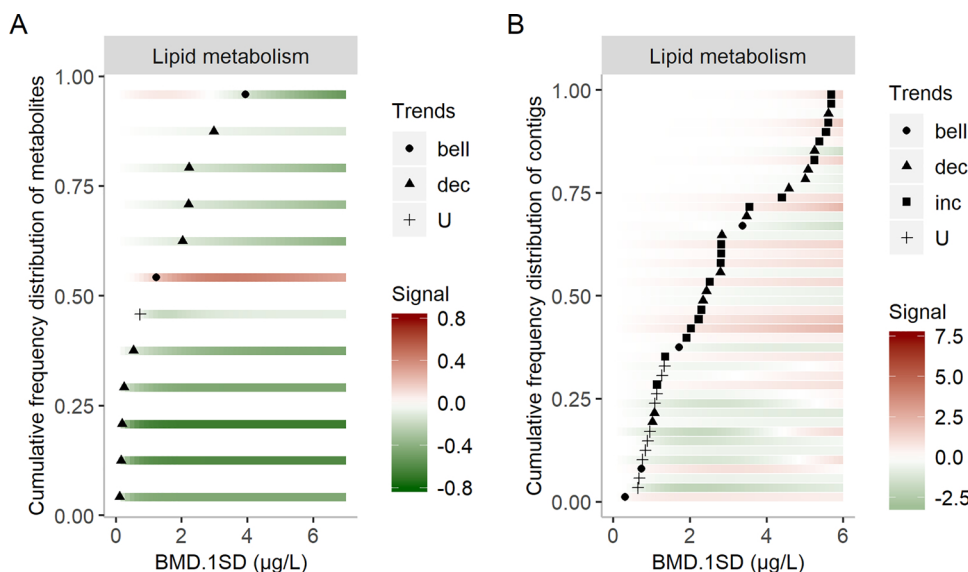 A
Lipid metabolism
Cumulative frequency distribution of metabolites
1.00
0.75
0.50
0.25
0.00
0
2
4
6
BMD.1SD (µg/L)
Trends
bell
dec
U
Signal
0.8
0.4
0.0
-0.4
-0.8
B
Lipid metabolism
Cumulative frequency distribution of contigs
1.00
0.75
0.50
0.25
0.00
0
2
4
6
BMD.1SD (µg/L)
Trends
bell
dec
inc
U
Signal
7.5
5.0
2.5
0.0
-2.5